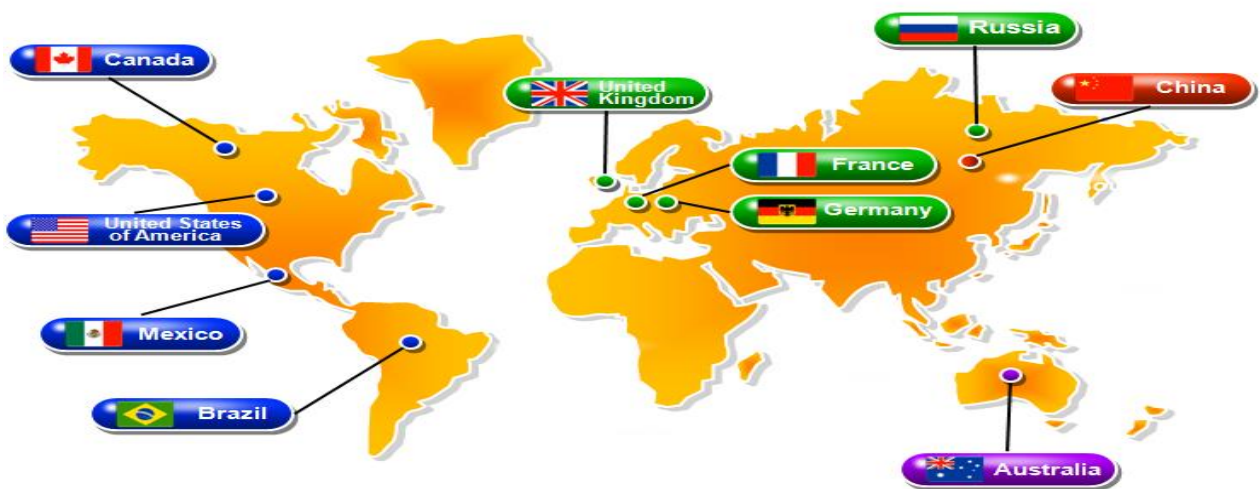 Canada
Russia
United
Kingdom
China
France
Germany
United States
of America
Mexico
Brazil
Australia